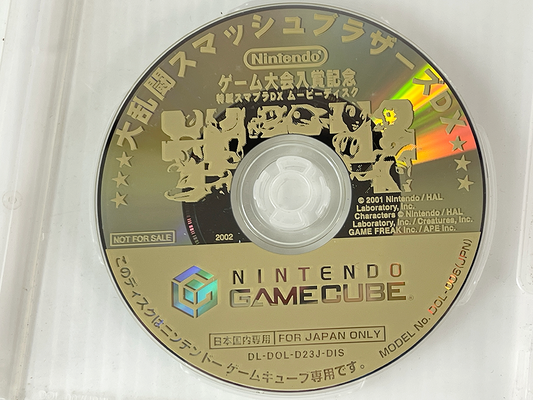 ★★★大乱闘スマッシュブラザーズDX★★★
Nintendo
ゲーム大会入賞記念
特製スマブラDX ムービーディスク
© 2001 Nintendo / HAL
Laboratory, Inc.
Characters © Nintendo / HAL
Laboratory, Inc. / Creatures, Inc.
GAME FREAK Inc. / APE Inc.
NOT FOR SALE
2002
NINTENDO
GAMECUBE
日本国内専用 FOR JAPAN ONLY
DL-DOL-D23J-DIS
このディスクはニンテンドーゲームキューブ専用です。
MODEL No. DOL-006(JPN)